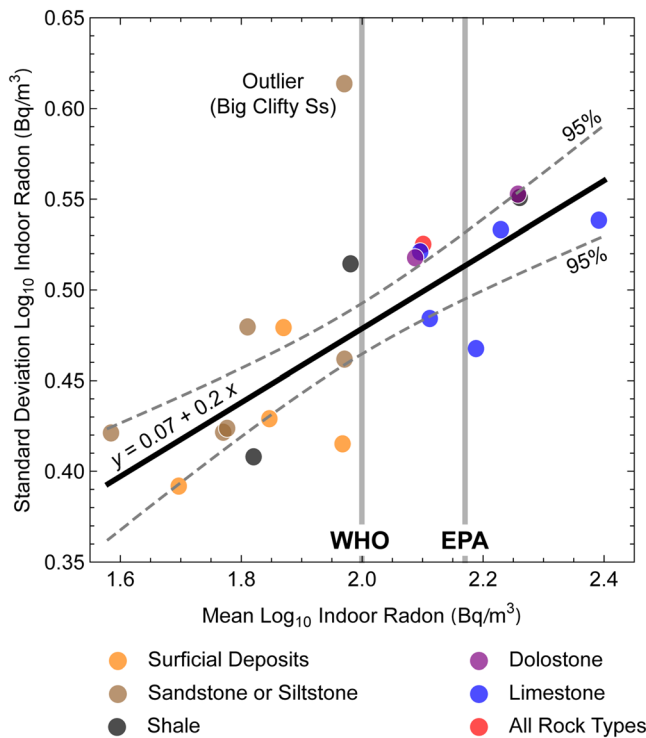 0.65
0.60
0.55
0.50
0.45
0.40
0.35
Standard Deviation Log₁₀ Indoor Radon (Bq/m³)
Outlier
(Big Clifty Ss)
95%
95%
y = 0.07 + 0.2 x
WHO EPA
1.6 1.8 2.0 2.2 2.4
Mean Log₁₀ Indoor Radon (Bq/m³)
Surficial Deposits Dolostone
Sandstone or Siltstone Limestone
Shale All Rock Types